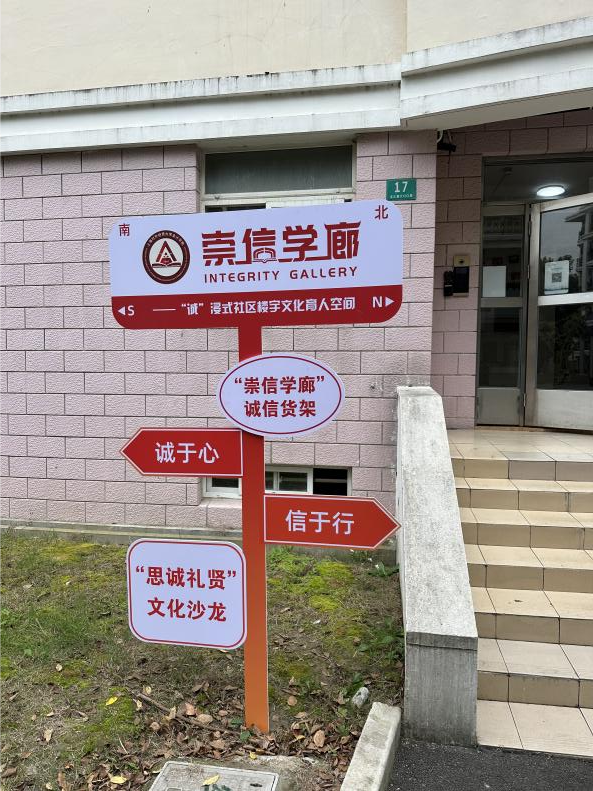 17
南
北
崇信学廊
INTEGRITY GALLERY
S ——“诚”浸式社区楼宇文化育人空间 N
“崇信学廊”
诚信货架
诚于心
信于行
“思诚礼贤”
文化沙龙